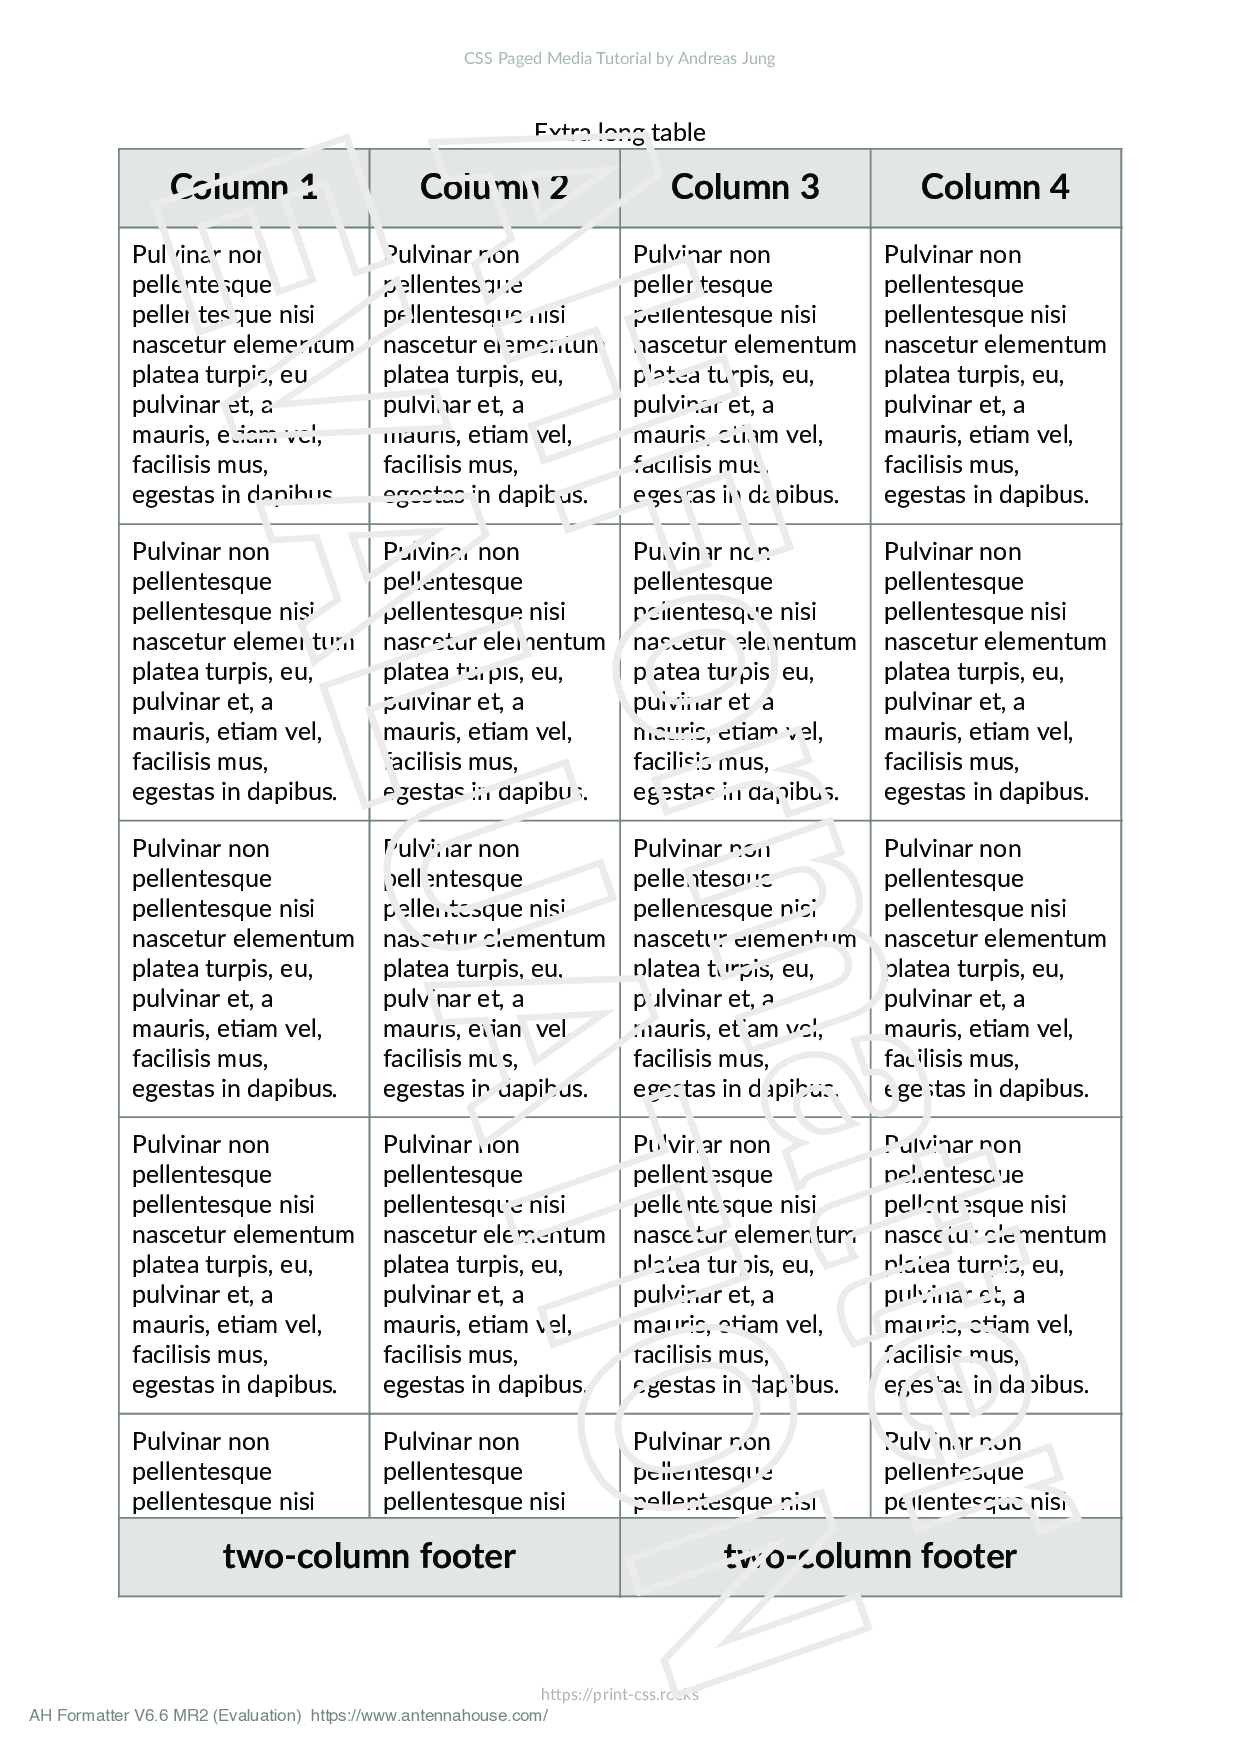 CSS Paged Media Tutorial by Andreas Jung
Extra long table
Column 1 Column 2 Column 3 Column 4
Pulvinar non Pulvinar non Pulvinar non Pulvinar non
pellentesque pellentesque pellentesque pellentesque
pellentesque nisi pellentesque nisi pellentesque nisi pellentesque nisi
nascetur elementum nascetur elementum nascetur elementum nascetur elementum
platea turpis, eu, platea turpis, eu, platea turpis, eu, platea turpis, eu,
pulvinar et, a pulvinar et, a pulvinar et, a pulvinar et, a
mauris, etiam vel, mauris, etiam vel, mauris, etiam vel, mauris, etiam vel,
facilisis mus, facilisis mus, facilisis mus, facilisis mus,
egestas in dapibus. egestas in dapibus. egestas in dapibus. egestas in dapibus.
Pulvinar non Pulvinar non Pulvinar non Pulvinar non
pellentesque pellentesque pellentesque pellentesque
pellentesque nisi pellentesque nisi pellentesque nisi pellentesque nisi
nascetur elementum nascetur elementum nascetur elementum nascetur elementum
platea turpis, eu, platea turpis, eu, platea turpis, eu, platea turpis, eu,
pulvinar et, a pulvinar et, a pulvinar et, a pulvinar et, a
mauris, etiam vel, mauris, etiam vel, mauris, etiam vel, mauris, etiam vel,
facilisis mus, facilisis mus, facilisis mus, facilisis mus,
egestas in dapibus. egestas in dapibus. egestas in dapibus. egestas in dapibus.
Pulvinar non Pulvinar non Pulvinar non Pulvinar non
pellentesque pellentesque pellentesque pellentesque
pellentesque nisi pellentesque nisi pellentesque nisi pellentesque nisi
nascetur elementum nascetur elementum nascetur elementum nascetur elementum
platea turpis, eu, platea turpis, eu, platea turpis, eu, platea turpis, eu,
pulvinar et, a pulvinar et, a pulvinar et, a pulvinar et, a
mauris, etiam vel, mauris, etiam vel, mauris, etiam vel, mauris, etiam vel,
facilisis mus, facilisis mus, facilisis mus, facilisis mus,
egestas in dapibus. egestas in dapibus. egestas in dapibus. egestas in dapibus.
Pulvinar non Pulvinar non Pulvinar non Pulvinar non
pellentesque pellentesque pellentesque pellentesque
pellentesque nisi pellentesque nisi pellentesque nisi pellentesque nisi
nascetur elementum nascetur elementum nascetur elementum nascetur elementum
platea turpis, eu, platea turpis, eu, platea turpis, eu, platea turpis, eu,
pulvinar et, a pulvinar et, a pulvinar et, a pulvinar et, a
mauris, etiam vel, mauris, etiam vel, mauris, etiam vel, mauris, etiam vel,
facilisis mus, facilisis mus, facilisis mus, facilisis mus,
egestas in dapibus. egestas in dapibus. egestas in dapibus. egestas in dapibus.
Pulvinar non Pulvinar non Pulvinar non Pulvinar non
pellentesque pellentesque pellentesque pellentesque
pellentesque nisi pellentesque nisi pellentesque nisi pellentesque nisi
two-column footer two-column footer
https://print-css.rocks
AH Formatter V6.6 MR2 (Evaluation) https://www.antennahouse.com/
AHFormatter
EVALUATION